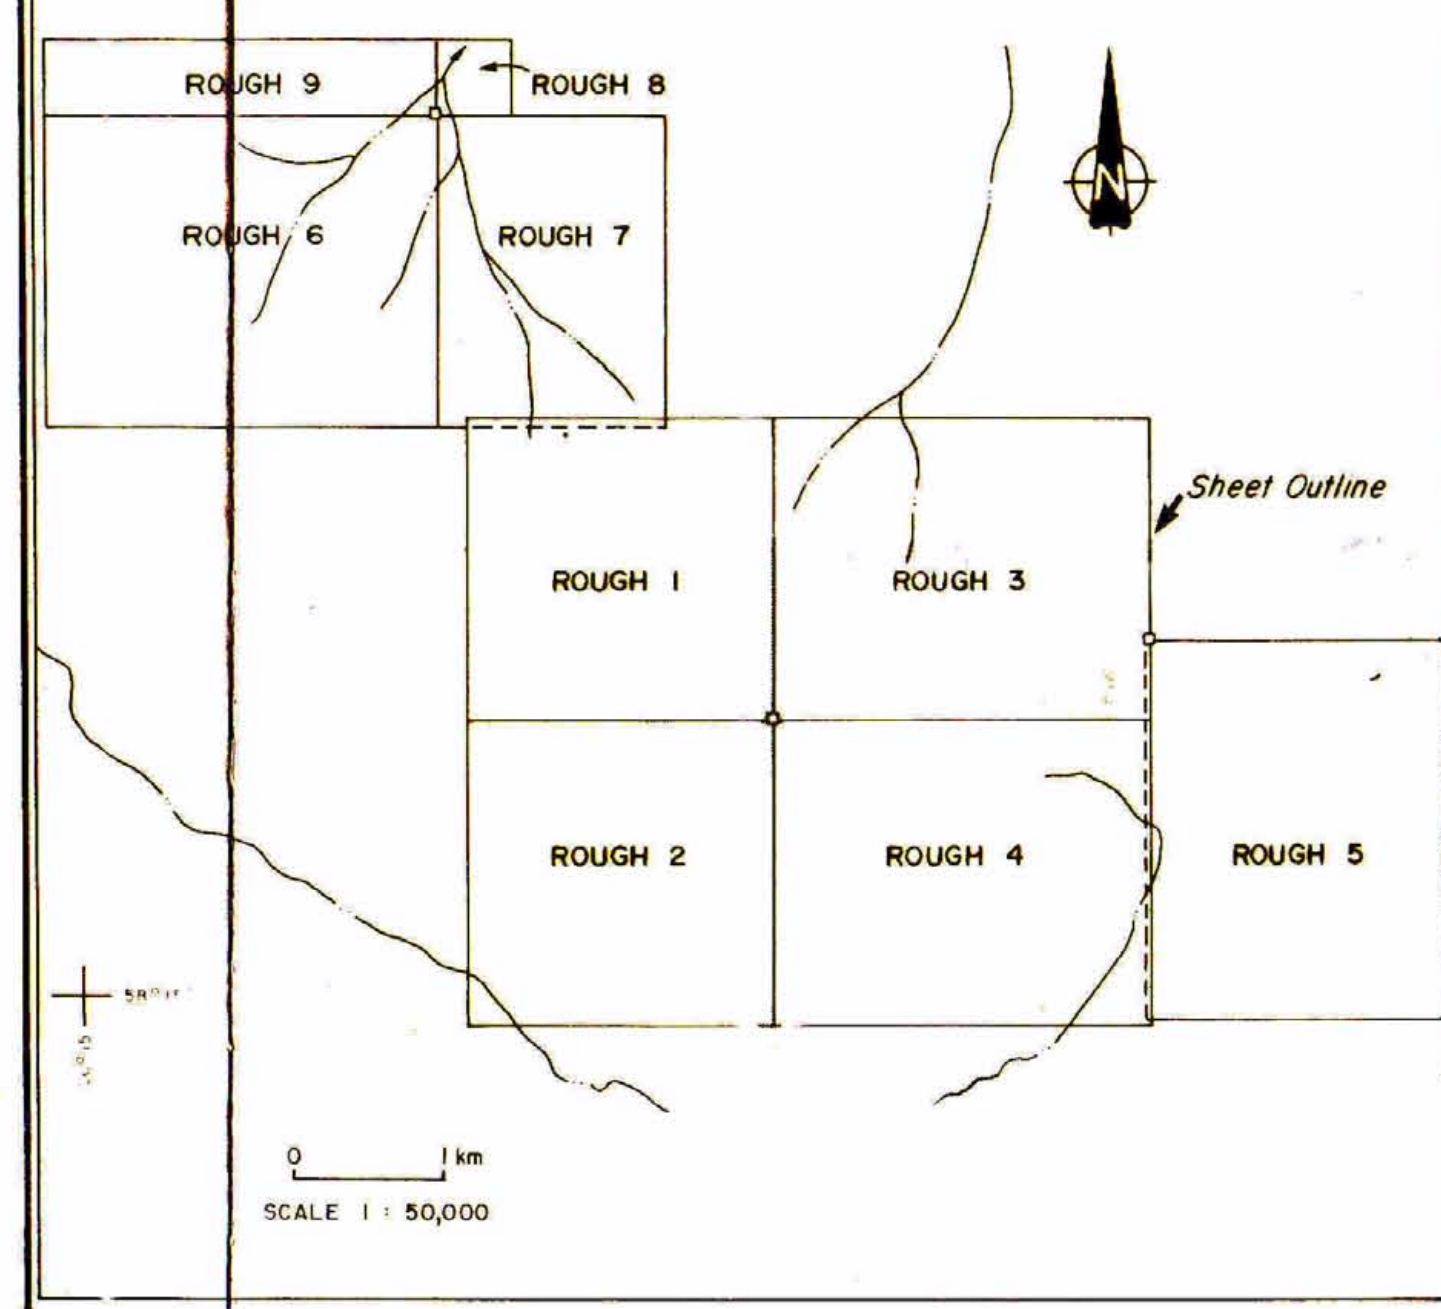 ROUGH 9
ROUGH 8
N
ROUGH 6
ROUGH 7
Sheet Outline
ROUGH 1
ROUGH 3
ROUGH 2
ROUGH 4
ROUGH 5
0 1 km
SCALE 1 : 50,000